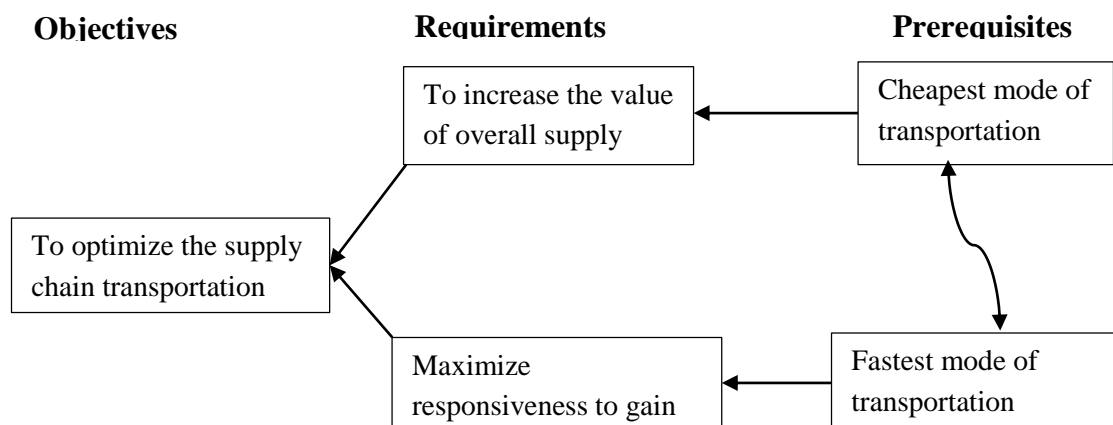 Objectives Requirements Prerequisites
To increase the value
of overall supply
Cheapest mode of
transportation
To optimize the supply
chain transportation
Maximize
responsiveness to gain
Fastest mode of
transportation